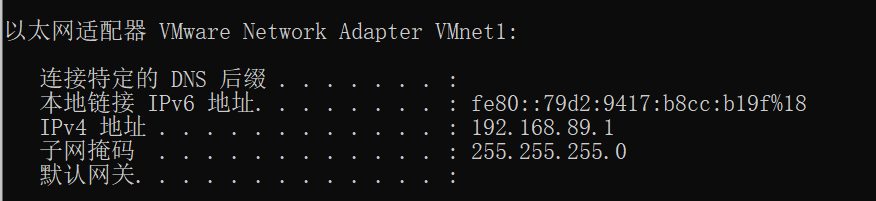 以太网适配器 VMware Network Adapter VMnet1:
连接特定的 DNS 后缀 . . . . . . . :
本地链接 IPv6 地址. . . . . . . . : fe80::79d2:9417:b8cc:b19f%18
IPv4 地址 . . . . . . . . . . . . : 192.168.89.1
子网掩码  . . . . . . . . . . . . : 255.255.255.0
默认网关. . . . . . . . . . . . . :